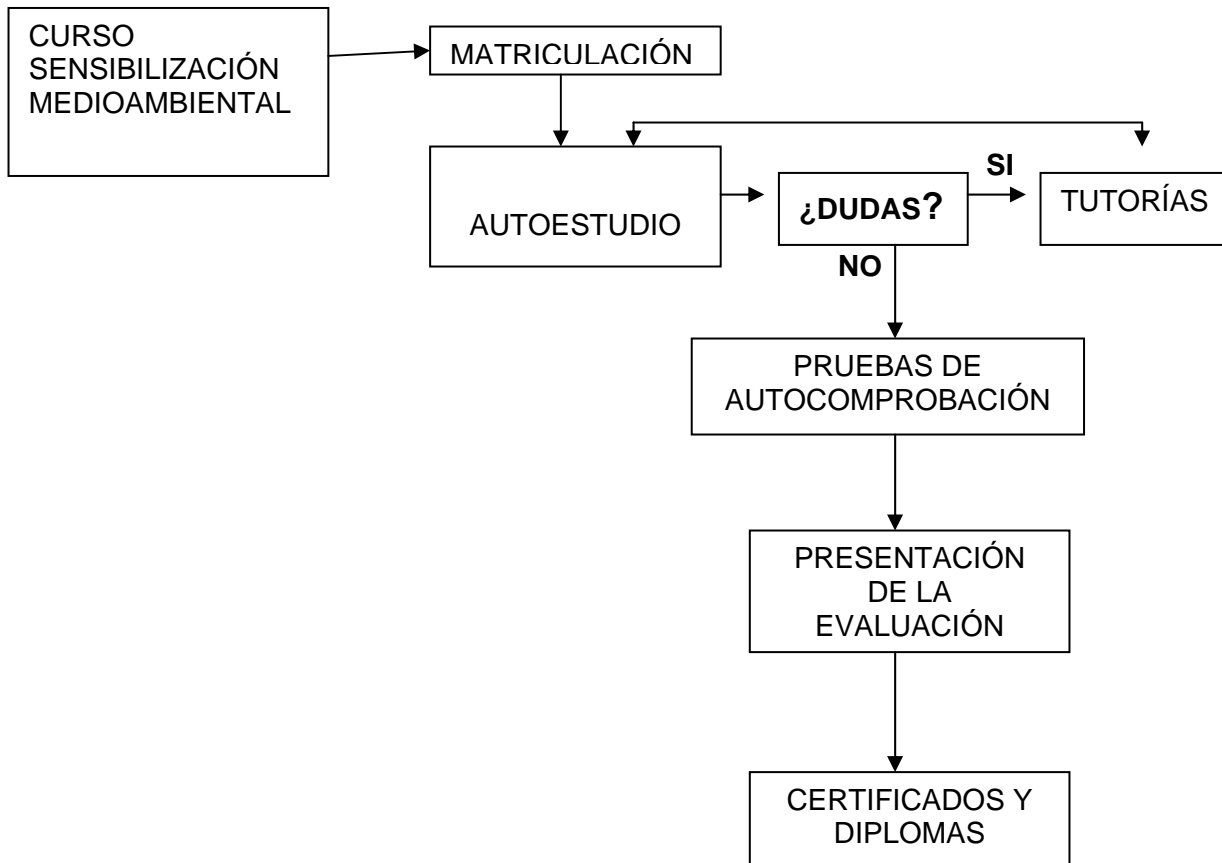 CURSO
SENSIBILIZACIÓN
MEDIOAMBIENTAL
MATRICULACIÓN
AUTOESTUDIO
¿DUDAS?
SI
TUTORÍAS
NO
PRUEBAS DE
AUTOCOMPROBACIÓN
PRESENTACIÓN
DE LA
EVALUACIÓN
CERTIFICADOS Y
DIPLOMAS